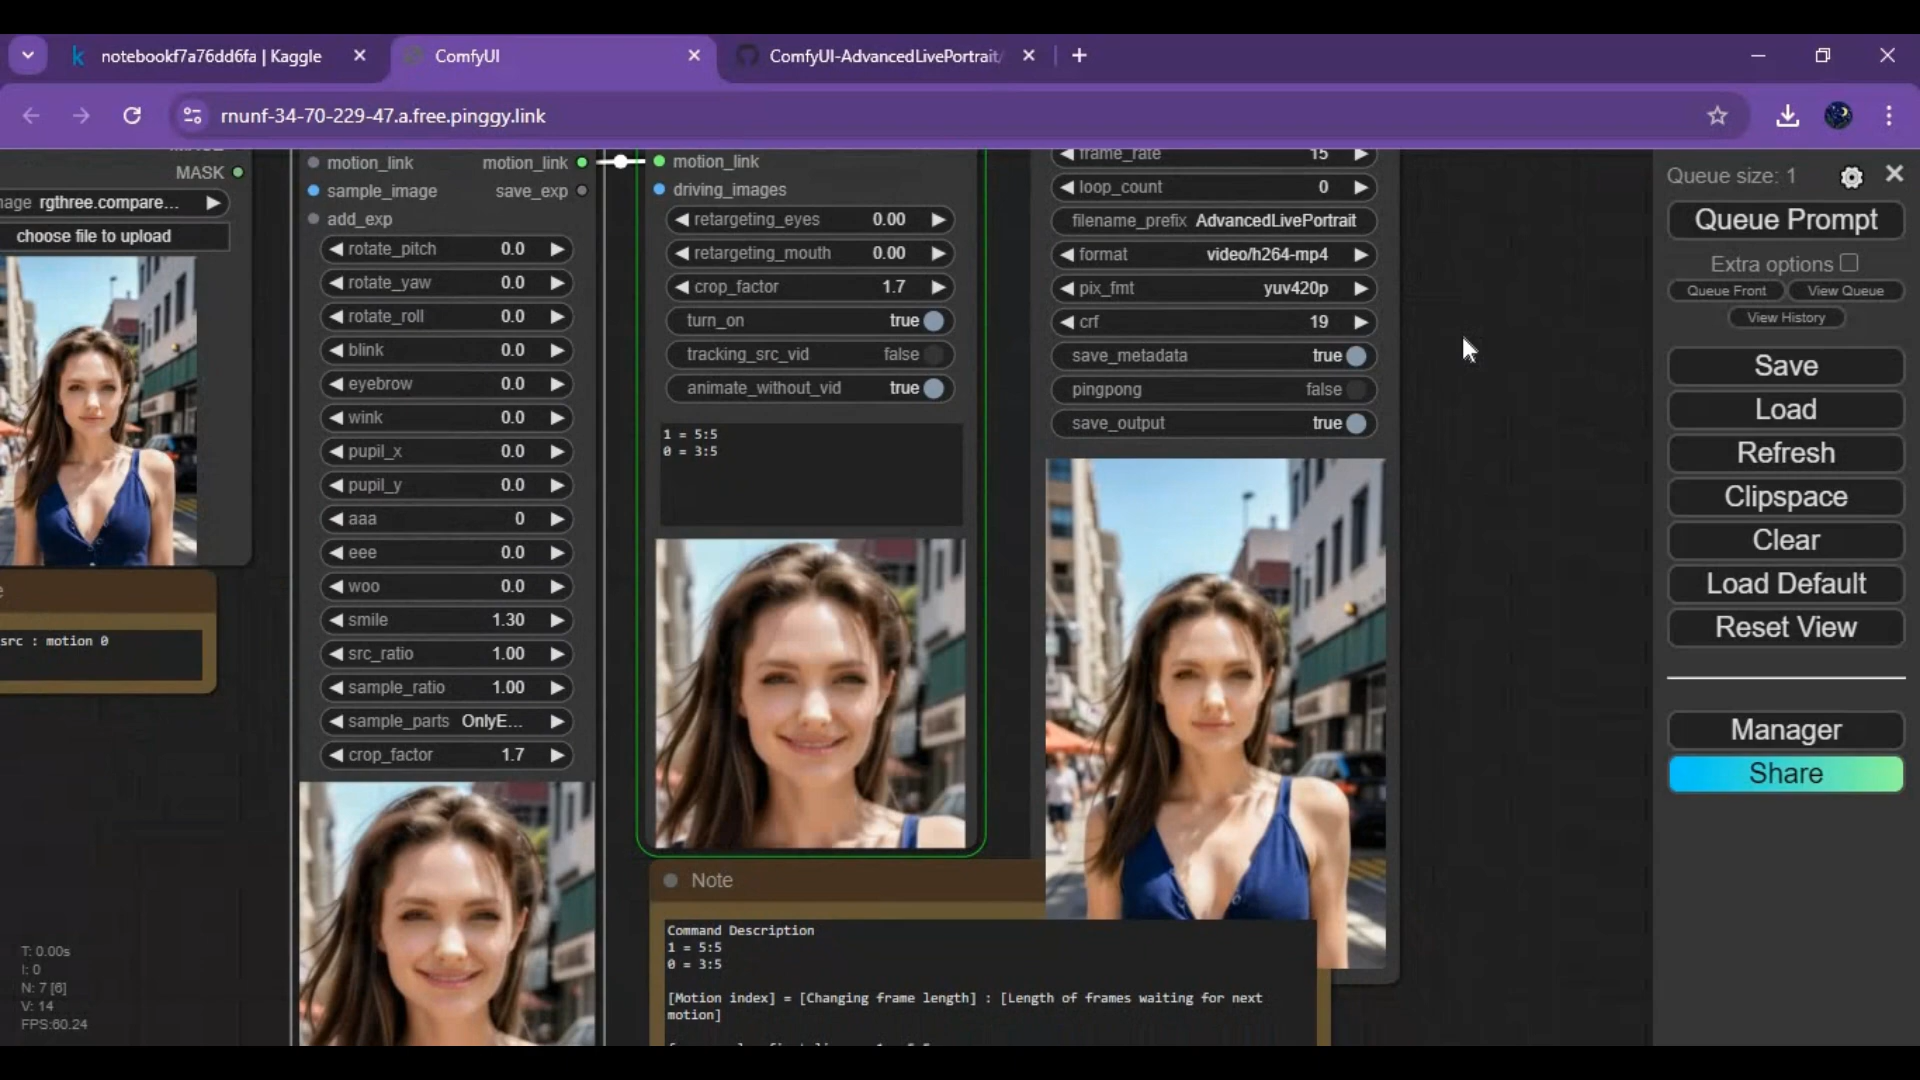 notebookf7a76dd6fa | Kaggle
ComfyUI
ComfyUI-AdvancedLivePortrait/
rnunf-34-70-229-47.a.free.pinggy.link
MASK
rgthree.compare...
choose file to upload
src : motion 0
motion_link motion_link
sample_image save_exp
add_exp
rotate_pitch 0.0
rotate_yaw 0.0
rotate_roll 0.0
blink 0.0
eyebrow 0.0
wink 0.0
pupil_x 0.0
pupil_y 0.0
aaa 0
eee 0.0
woo 0.0
smile 1.30
src_ratio 1.00
sample_ratio 1.00
sample_parts OnlyE...
crop_factor 1.7
motion_link
driving_images
retargeting_eyes 0.00
retargeting_mouth 0.00
crop_factor 1.7
turn_on true
tracking_src_vid false
animate_without_vid true
1 = 5:5
0 = 3:5
Note
Command Description
1 = 5:5
0 = 3:5
[Motion index] = [Changing frame length] : [Length of frames waiting for next
motion]
frame_rate 15
loop_count 0
filename_prefix AdvancedLivePortrait
format video/h264-mp4
pix_fmt yuv420p
crf 19
save_metadata true
pingpong false
save_output true
Queue size: 1
Queue Prompt
Extra options
Queue Front View Queue
View History
Save
Load
Refresh
Clipspace
Clear
Load Default
Reset View
Manager
Share
T: 0.00s
I: 0
N: 7 [6]
V: 14
FPS:60.24